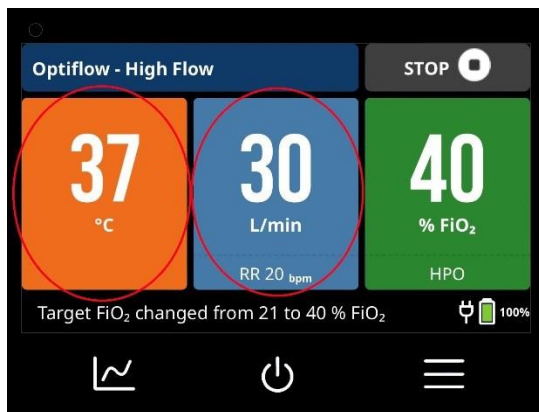 Optiflow - High Flow
STOP
37
°C
30
L/min
RR 20 bpm
40
% FiO₂
HPO
Target FiO₂ changed from 21 to 40 % FiO₂
100%